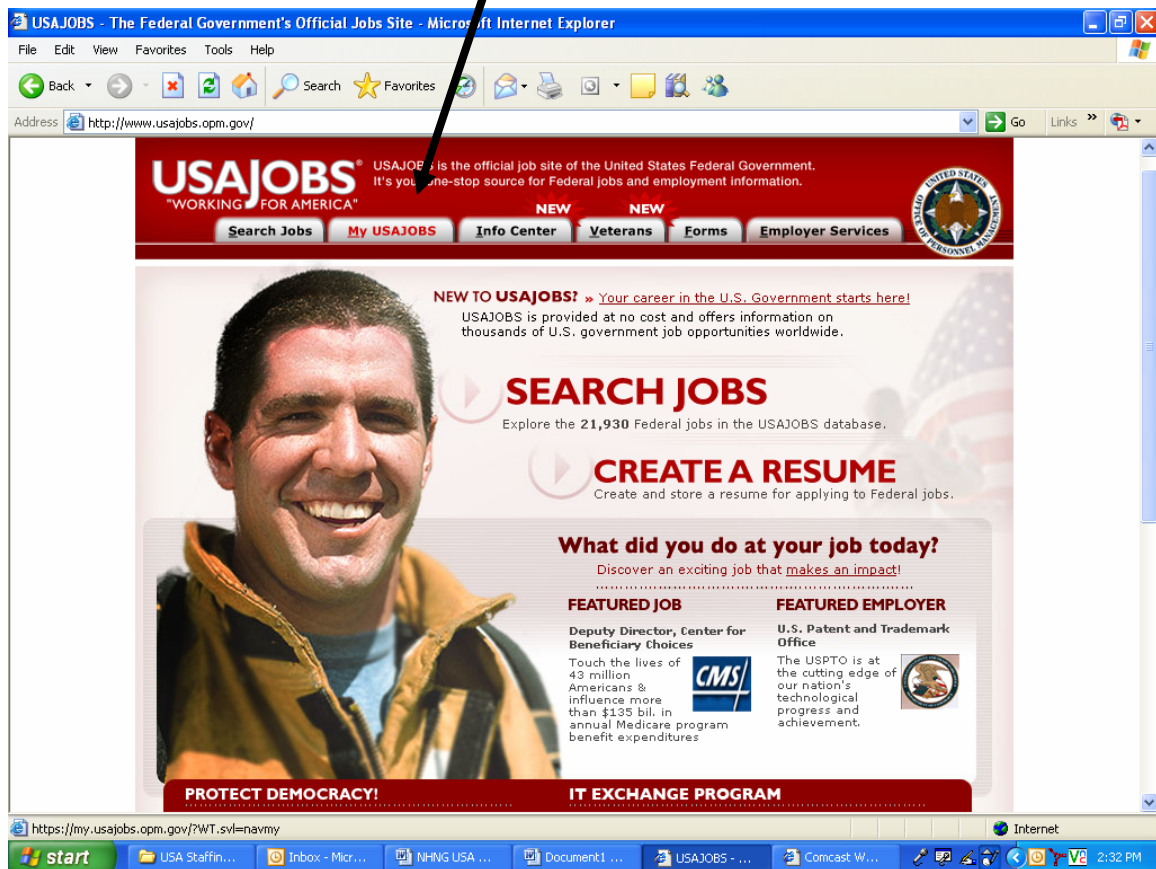 USAJOBS - The Federal Government's Official Jobs Site - Microsoft Internet Explorer
File Edit View Favorites Tools Help
Back Search Favorites
Address http://www.usajobs.opm.gov/ Go Links »
USAJOBS® USAJOBS is the official job site of the United States Federal Government.
It's your one-stop source for Federal jobs and employment information.
"WORKING FOR AMERICA"
NEW NEW
Search Jobs My USAJOBS Info Center Veterans Forms Employer Services
UNITED STATES OFFICE OF PERSONNEL MANAGEMENT
NEW TO USAJOBS? » Your career in the U.S. Government starts here!
USAJOBS is provided at no cost and offers information on
thousands of U.S. government job opportunities worldwide.
SEARCH JOBS
Explore the 21,930 Federal jobs in the USAJOBS database.
CREATE A RESUME
Create and store a resume for applying to Federal jobs.
What did you do at your job today?
Discover an exciting job that makes an impact!
FEATURED JOB
Deputy Director, Center for
Beneficiary Choices
Touch the lives of
43 million
Americans &
influence more
than $135 bil. in
annual Medicare program
benefit expenditures
CMS
FEATURED EMPLOYER
U.S. Patent and Trademark
Office
The USPTO is at
the cutting edge of
our nation's
technological
progress and
achievement.
PROTECT DEMOCRACY! IT EXCHANGE PROGRAM
https://my.usajobs.opm.gov/?WT.svl=navmy Internet
start USA Staffin... Inbox - Micr... NHNG USA ... Document1 ... USAJOBS - ... Comcast W... 2:32 PM